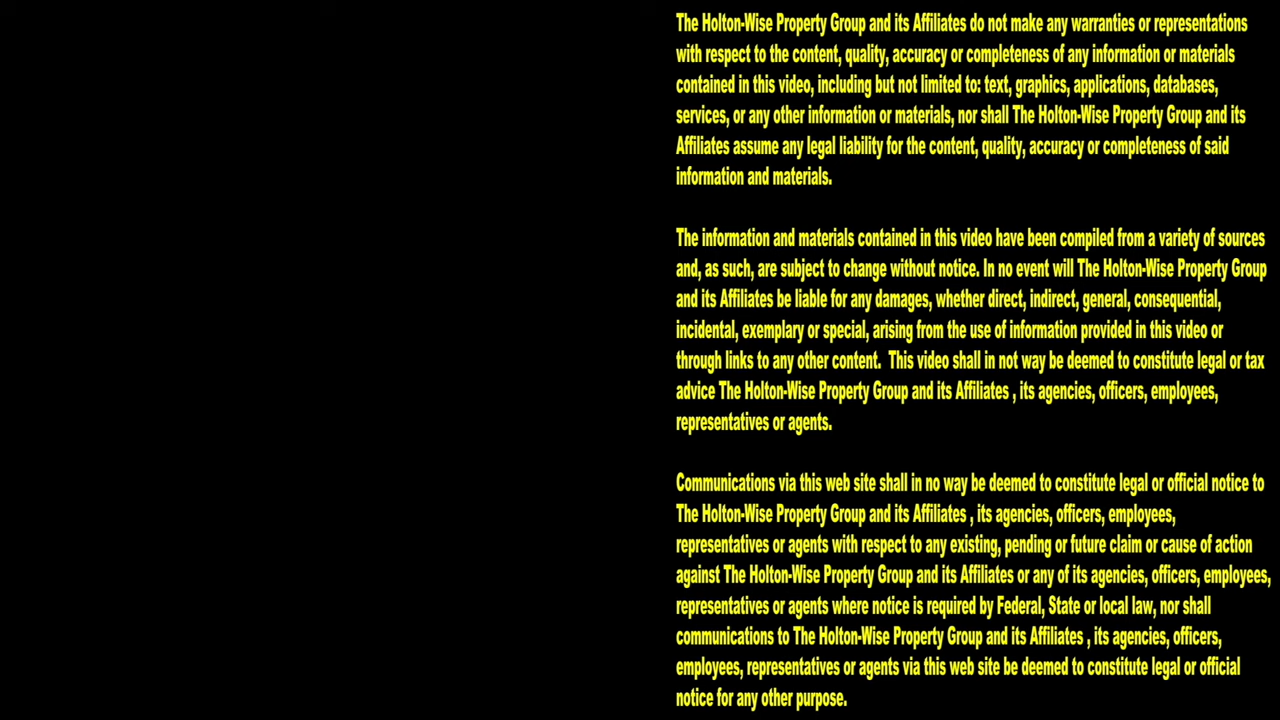 The Holton-Wise Property Group and its Affiliates do not make any warranties or representations
with respect to the content, quality, accuracy or completeness of any information or materials
contained in this video, including but not limited to: text, graphics, applications, databases,
services, or any other information or materials, nor shall The Holton-Wise Property Group and its
Affiliates assume any legal liability for the content, quality, accuracy or completeness of said
information and materials.
The information and materials contained in this video have been compiled from a variety of sources
and, as such, are subject to change without notice. In no event will The Holton-Wise Property Group
and its Affiliates be liable for any damages, whether direct, indirect, general, consequential,
incidental, exemplary or special, arising from the use of information provided in this video or
through links to any other content.  This video shall in not way be deemed to constitute legal or tax
advice The Holton-Wise Property Group and its Affiliates , its agencies, officers, employees,
representatives or agents.
Communications via this web site shall in no way be deemed to constitute legal or official notice to
The Holton-Wise Property Group and its Affiliates , its agencies, officers, employees,
representatives or agents with respect to any existing, pending or future claim or cause of action
against The Holton-Wise Property Group and its Affiliates or any of its agencies, officers, employees,
representatives or agents where notice is required by Federal, State or local law, nor shall
communications to The Holton-Wise Property Group and its Affiliates , its agencies, officers,
employees, representatives or agents via this web site be deemed to constitute legal or official
notice for any other purpose.